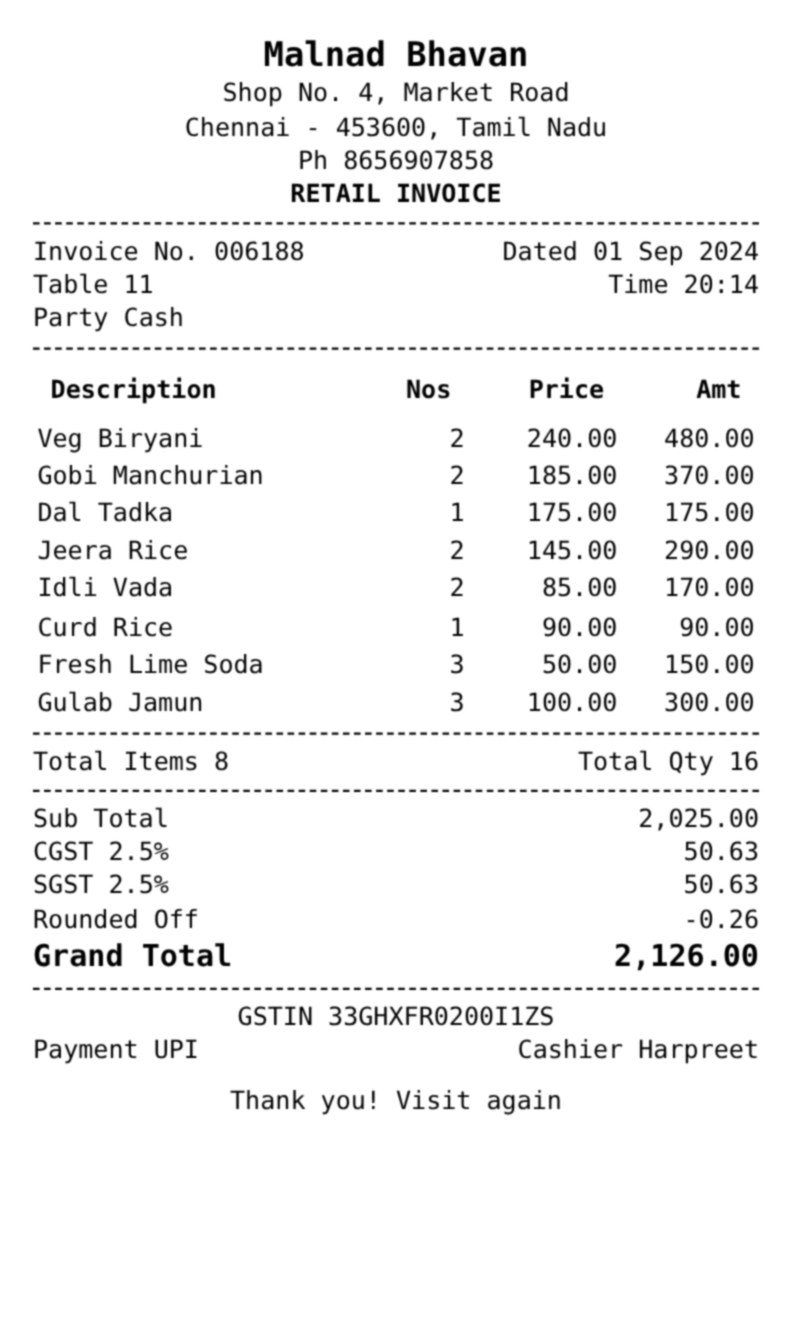 Malnad Bhavan
Shop No. 4, Market Road
Chennai - 453600, Tamil Nadu
Ph 8656907858
RETAIL INVOICE
Invoice No. 006188 Dated 01 Sep 2024
Table 11 Time 20:14
Party Cash
Description Nos Price Amt
Veg Biryani 2 240.00 480.00
Gobi Manchurian 2 185.00 370.00
Dal Tadka 1 175.00 175.00
Jeera Rice 2 145.00 290.00
Idli Vada 2 85.00 170.00
Curd Rice 1 90.00 90.00
Fresh Lime Soda 3 50.00 150.00
Gulab Jamun 3 100.00 300.00
Total Items 8 Total Qty 16
Sub Total 2,025.00
CGST 2.5% 50.63
SGST 2.5% 50.63
Rounded Off -0.26
Grand Total 2,126.00
GSTIN 33GHXFR0200I1ZS
Payment UPI Cashier Harpreet
Thank you! Visit again